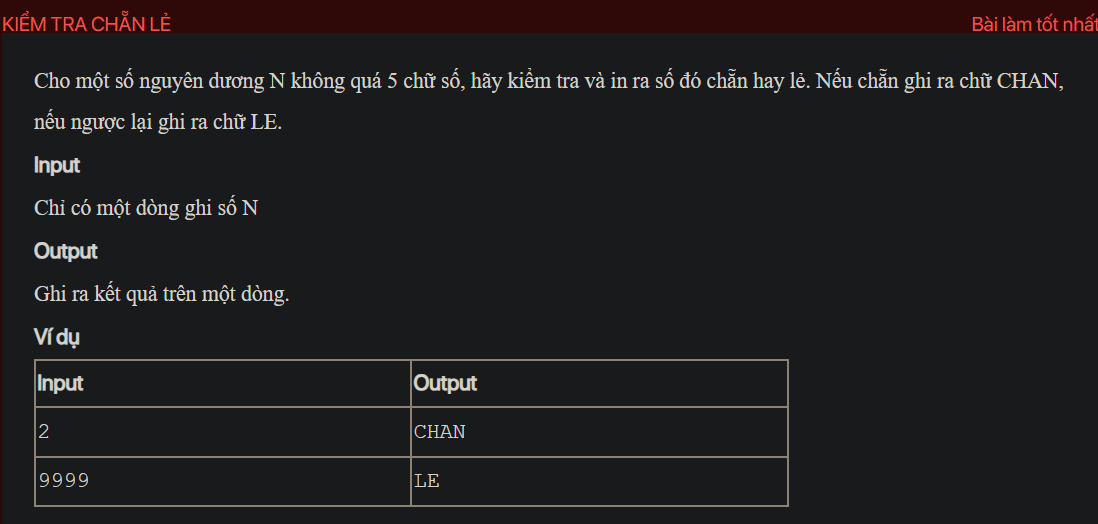 KIỂM TRA CHẴN LẺ
Bài làm tốt nhất
Cho một số nguyên dương N không quá 5 chữ số, hãy kiểm tra và in ra số đó chẵn hay lẻ. Nếu chẵn ghi ra chữ CHAN,
nếu ngược lại ghi ra chữ LE.
Input
Chỉ có một dòng ghi số N
Output
Ghi ra kết quả trên một dòng.
Ví dụ
Input Output
2 CHAN
9999 LE